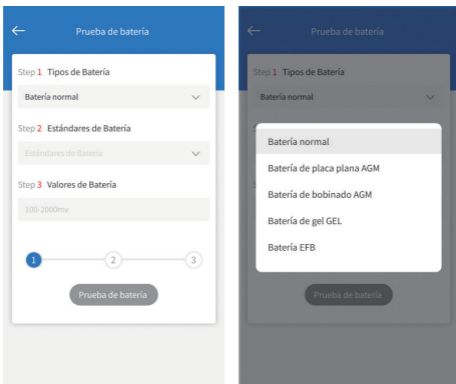 Prueba de batería
Step 1 Tipos de Batería
Batería normal
Step 2 Estándares de Batería
Estándares de Batería
Step 3 Valores de Batería
100-2000mv
1 2 3
Prueba de batería
Prueba de batería
Step 1 Tipos de Batería
Batería normal
Batería normal
Batería de placa plana AGM
Batería de bobinado AGM
Batería de gel GEL
Batería EFB
Prueba de batería